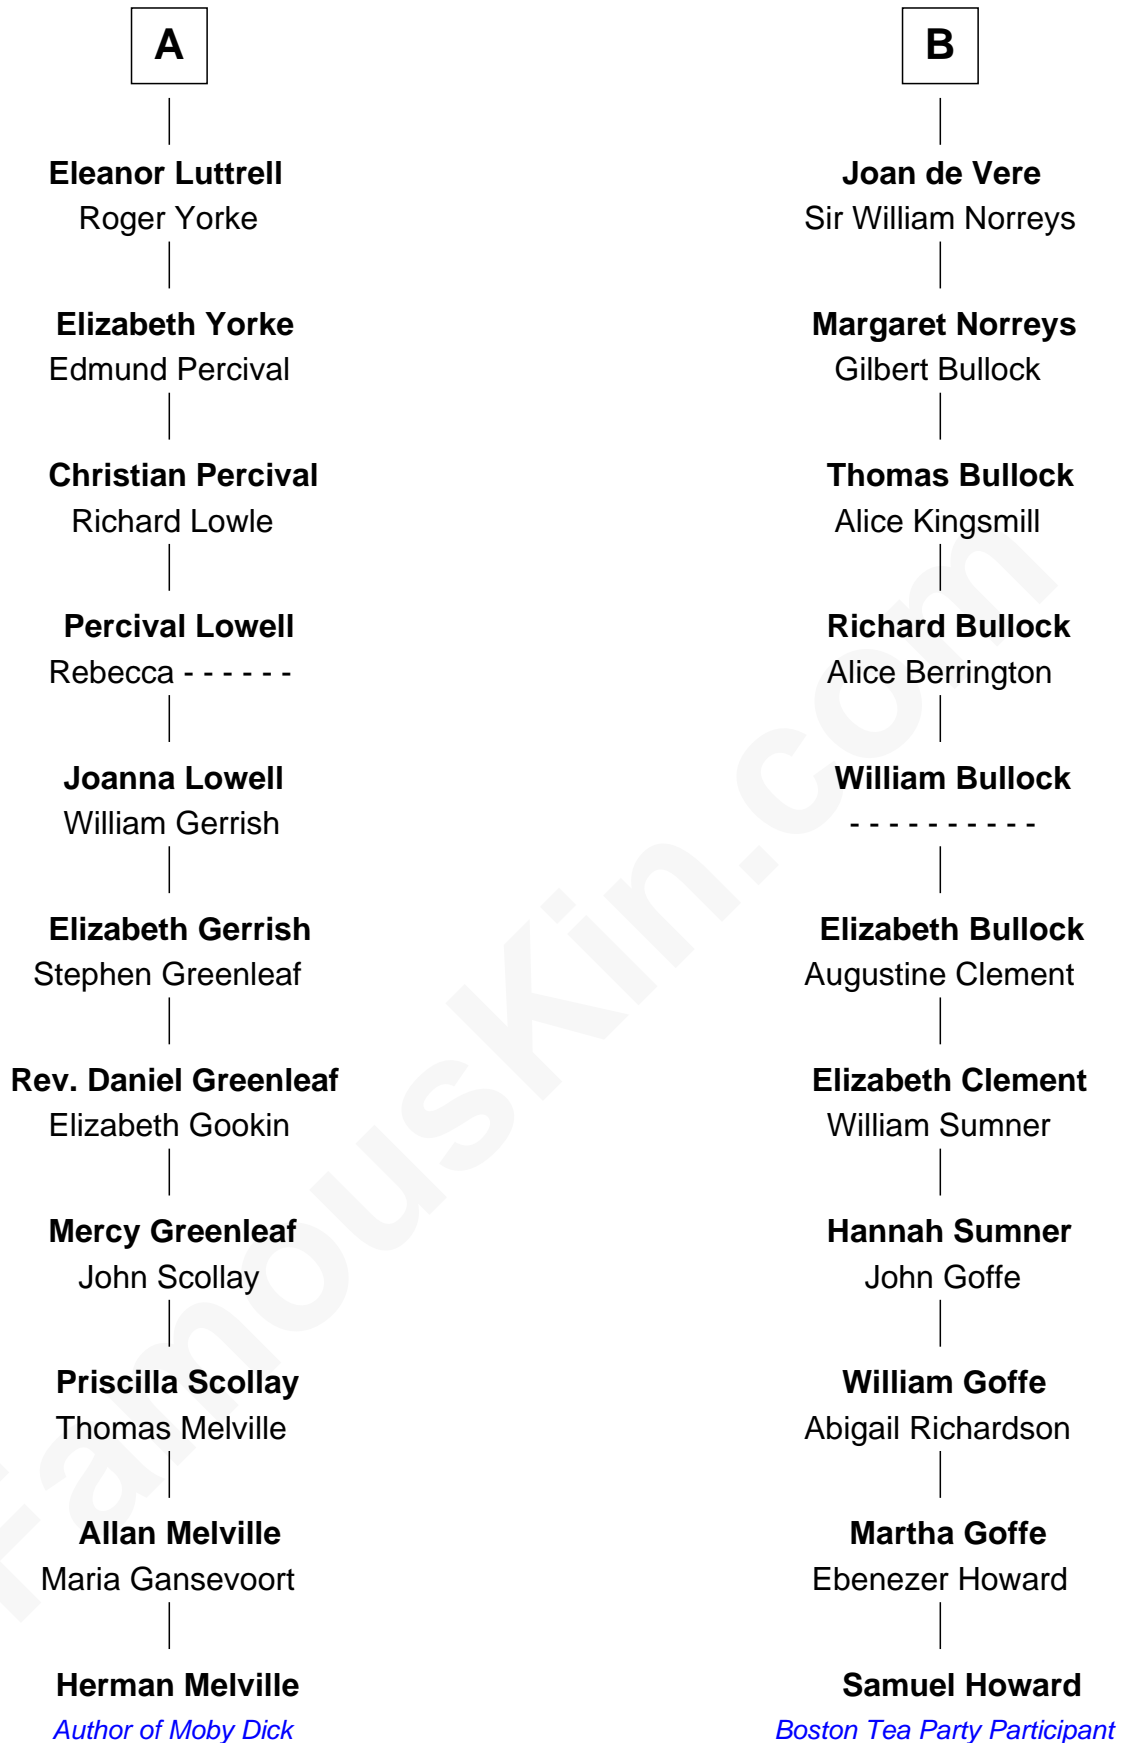 A
Eleanor Luttrell
Roger Yorke
Elizabeth Yorke
Edmund Percival
Christian Percival
Richard Lowle
Percival Lowell
Rebecca - - - - - -
Joanna Lowell
William Gerrish
Elizabeth Gerrish
Stephen Greenleaf
Rev. Daniel Greenleaf
Elizabeth Gookin
Mercy Greenleaf
John Scollay
Priscilla Scollay
Thomas Melville
Allan Melville
Maria Gansevoort
Herman Melville
Author of Moby Dick
B
Joan de Vere
Sir William Norreys
Margaret Norreys
Gilbert Bullock
Thomas Bullock
Alice Kingsmill
Richard Bullock
Alice Berrington
William Bullock
- - - - - - - - - -
Elizabeth Bullock
Augustine Clement
Elizabeth Clement
William Sumner
Hannah Sumner
John Goffe
William Goffe
Abigail Richardson
Martha Goffe
Ebenezer Howard
Samuel Howard
Boston Tea Party Participant
FamousKin.com